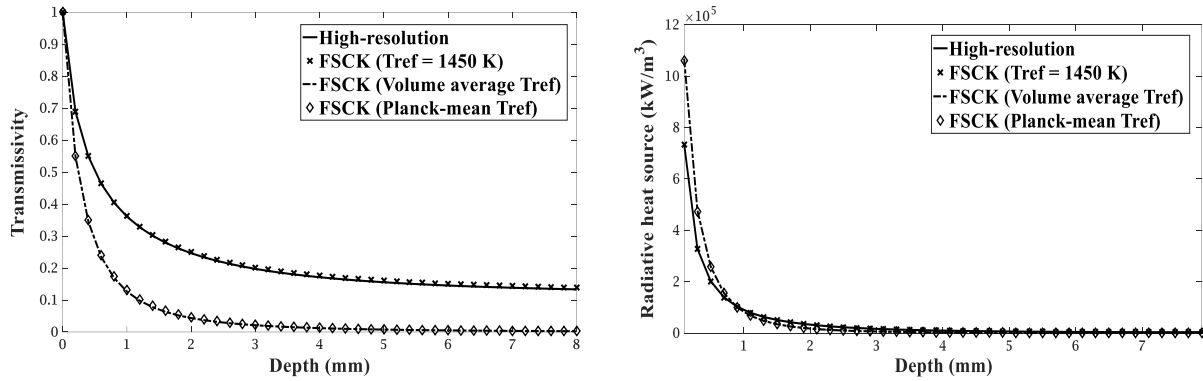 1
0.9
0.8
0.7
0.6
0.5
0.4
0.3
0.2
0.1
0
Transmissivity
High-resolution
FSCK (Tref = 1450 K)
FSCK (Volume average Tref)
FSCK (Planck-mean Tref)
0 1 2 3 4 5 6 7 8
Depth (mm)
×10⁵
12
10
8
6
4
2
0
Radiative heat source (kW/m³)
High-resolution
FSCK (Tref = 1450 K)
FSCK (Volume average Tref)
FSCK (Planck-mean Tref)
1 2 3 4 5 6 7
Depth (mm)